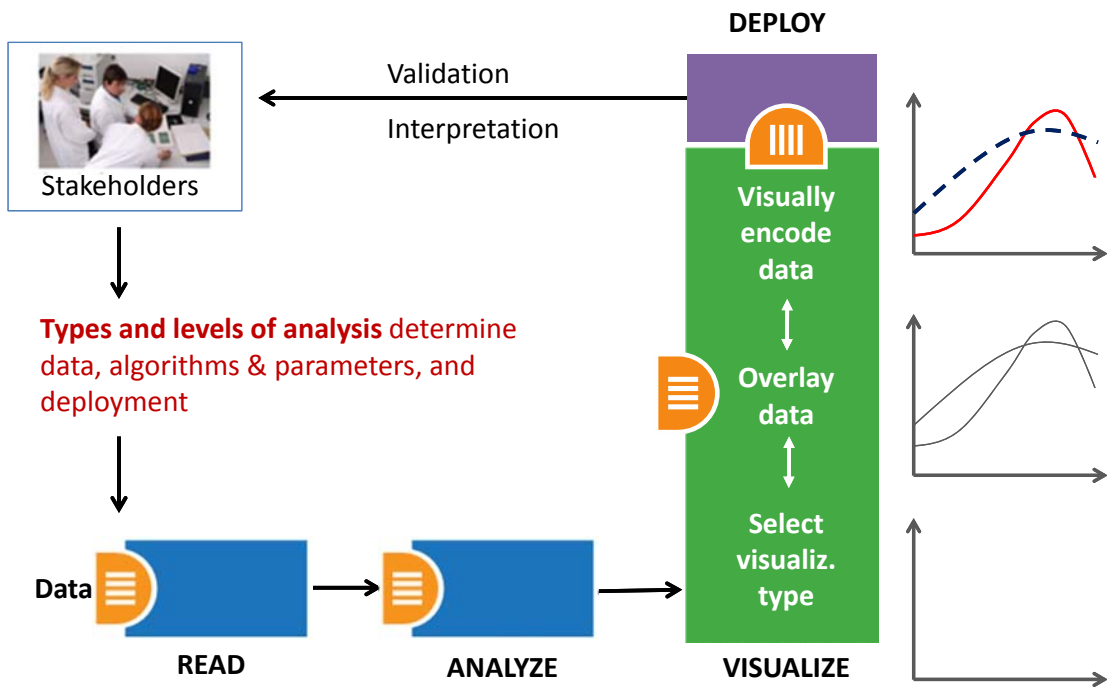 DEPLOY
Validation
Interpretation
Stakeholders
Visually
encode
data
Types and levels of analysis determine
data, algorithms & parameters, and
deployment
Overlay
data
Select
visualiz.
type
Data
READ
ANALYZE
VISUALIZE